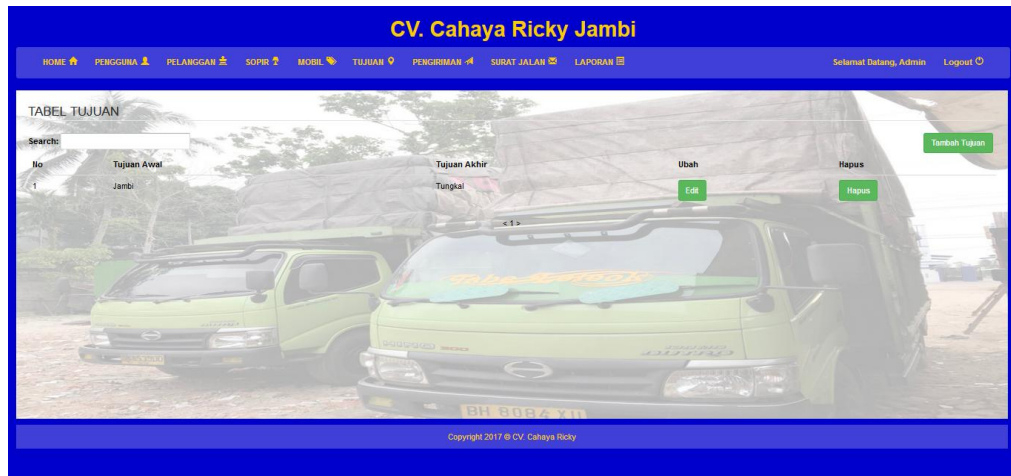 CV. Cahaya Ricky Jambi
HOME PENGGUNA PELANGGAN SOPIR MOBIL TUJUAN PENGIRIMAN SURAT JALAN LAPORAN Selamat Datang, Admin Logout
TABEL TUJUAN
Search:
Tambah Tujuan
No Tujuan Awal Tujuan Akhir Ubah Hapus
1 Jambi Tungkal Edit Hapus
< 1 >
BH 8084 XU
Copyright 2017 © CV. Cahaya Ricky